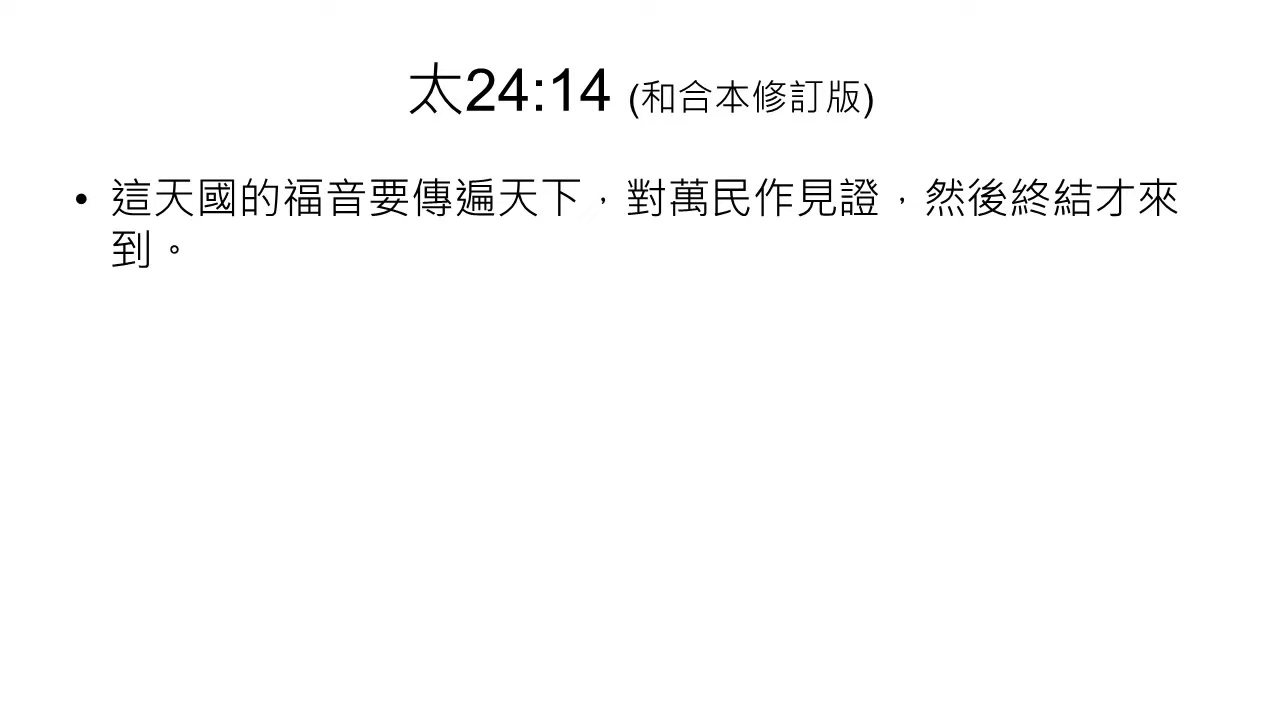 太24:14 (和合本修訂版)
• 這天國的福音要傳遍天下，對萬民作見證，然後終結才來
到。